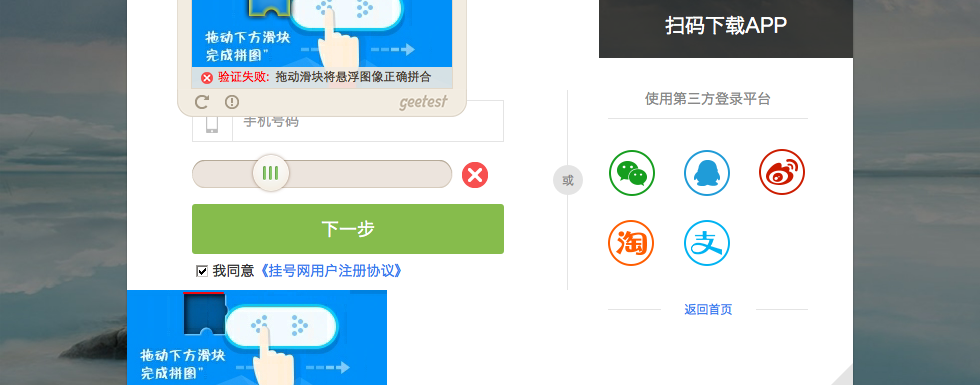 拖动下方滑块
完成拼图"
验证失败: 拖动滑块将悬浮图像正确拼合
geetest
手机号码
下一步
我同意《挂号网用户注册协议》
拖动下方滑块
完成拼图"
或
扫码下载APP
使用第三方登录平台
淘
支
返回首页